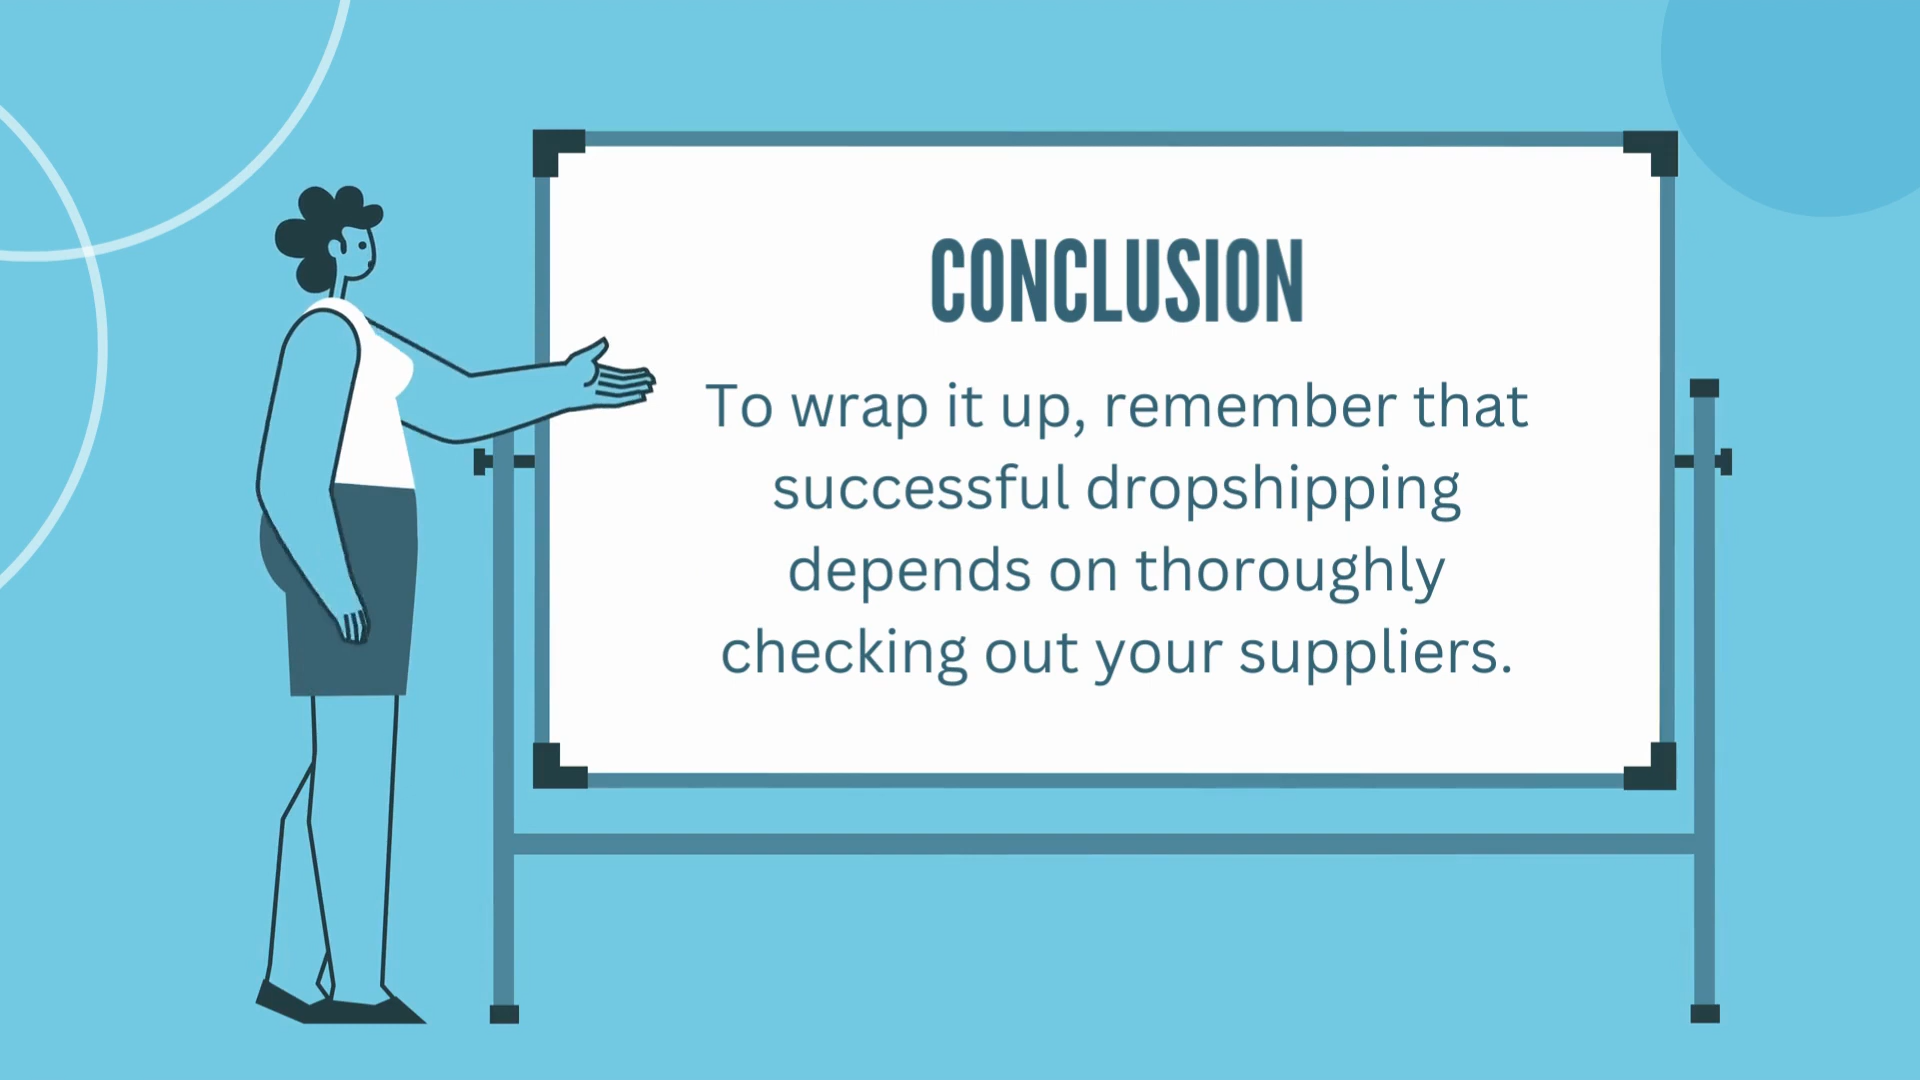 CONCLUSION
To wrap it up, remember that
successful dropshipping
depends on thoroughly
checking out your suppliers.